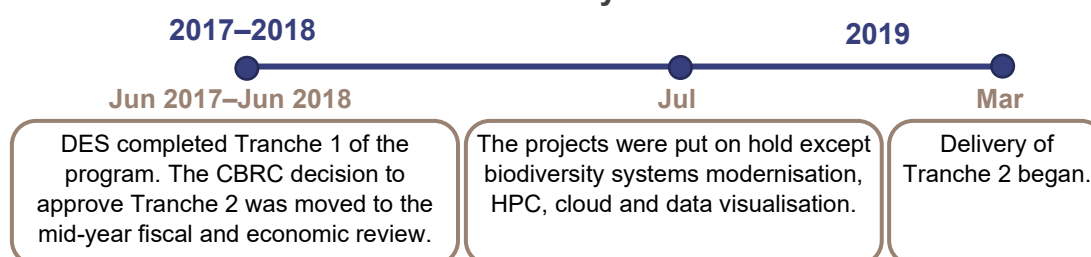 2017–2018
2019
Jun 2017–Jun 2018
Jul
Mar
DES completed Tranche 1 of the
program. The CBRC decision to
approve Tranche 2 was moved to the
mid-year fiscal and economic review.
The projects were put on hold except
biodiversity systems modernisation,
HPC, cloud and data visualisation.
Delivery of
Tranche 2 began.